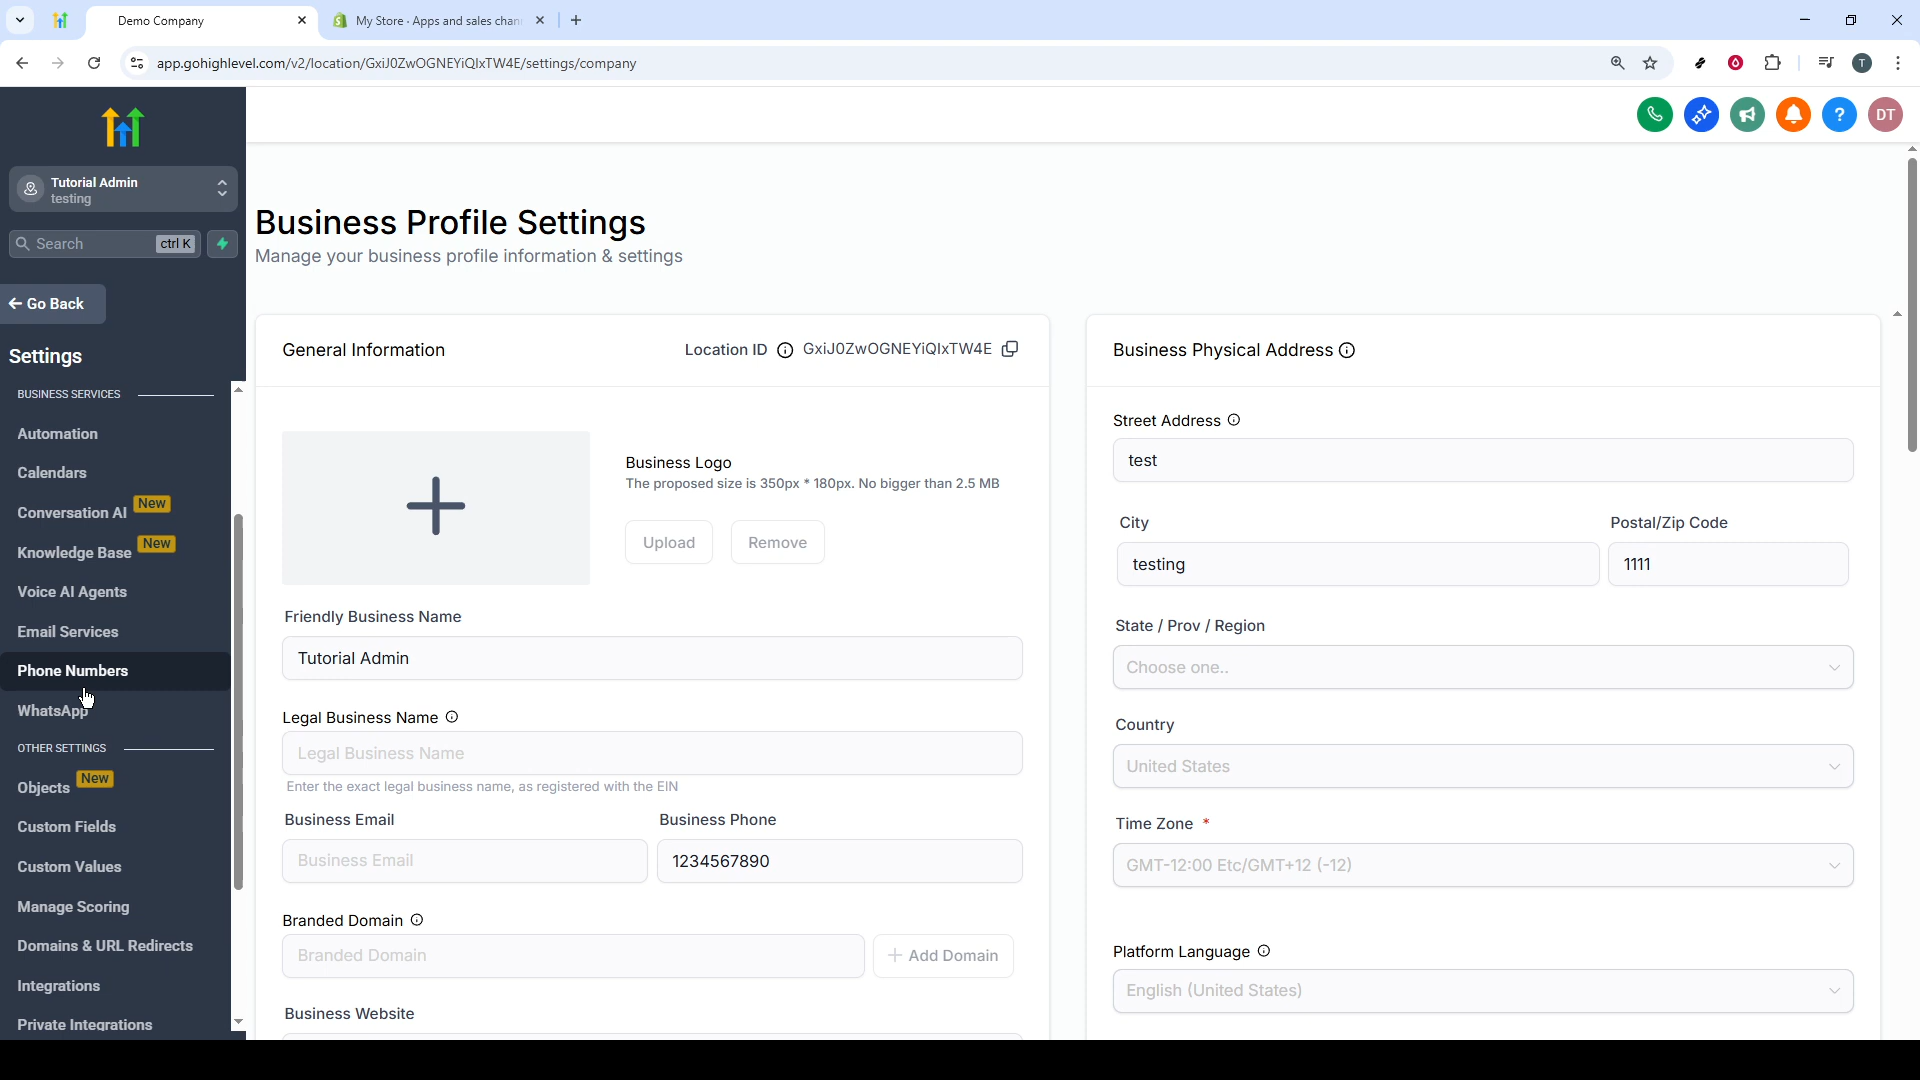 Demo Company
My Store · Apps and sales chan
app.gohighlevel.com/v2/location/GxiJ0ZwOGNEYiQIxTW4E/settings/company
T
DT
Tutorial Admin
testing
Search
ctrl K
Go Back
Settings
BUSINESS SERVICES
Automation
Calendars
Conversation AI New
Knowledge Base New
Voice AI Agents
Email Services
Phone Numbers
WhatsApp
OTHER SETTINGS
Objects New
Custom Fields
Custom Values
Manage Scoring
Domains & URL Redirects
Integrations
Private Integrations
Business Profile Settings
Manage your business profile information & settings
General Information
Location ID GxiJ0ZwOGNEYiQIxTW4E
Business Logo
The proposed size is 350px * 180px. No bigger than 2.5 MB
Upload
Remove
Friendly Business Name
Tutorial Admin
Legal Business Name
Legal Business Name
Enter the exact legal business name, as registered with the EIN
Business Email
Business Phone
Business Email
1234567890
Branded Domain
Branded Domain
+ Add Domain
Business Website
Business Physical Address
Street Address
test
City
Postal/Zip Code
testing
1111
State / Prov / Region
Choose one..
Country
United States
Time Zone *
GMT-12:00 Etc/GMT+12 (-12)
Platform Language
English (United States)